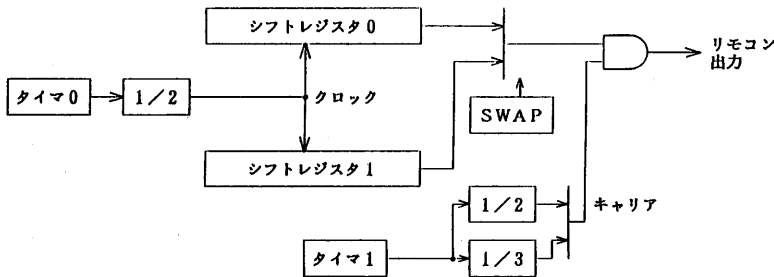 シフトレジスタ0
リモコン
出力
タイマ0
1/2
クロック
SWAP
シフトレジスタ1
1/2
キャリア
タイマ1
1/3